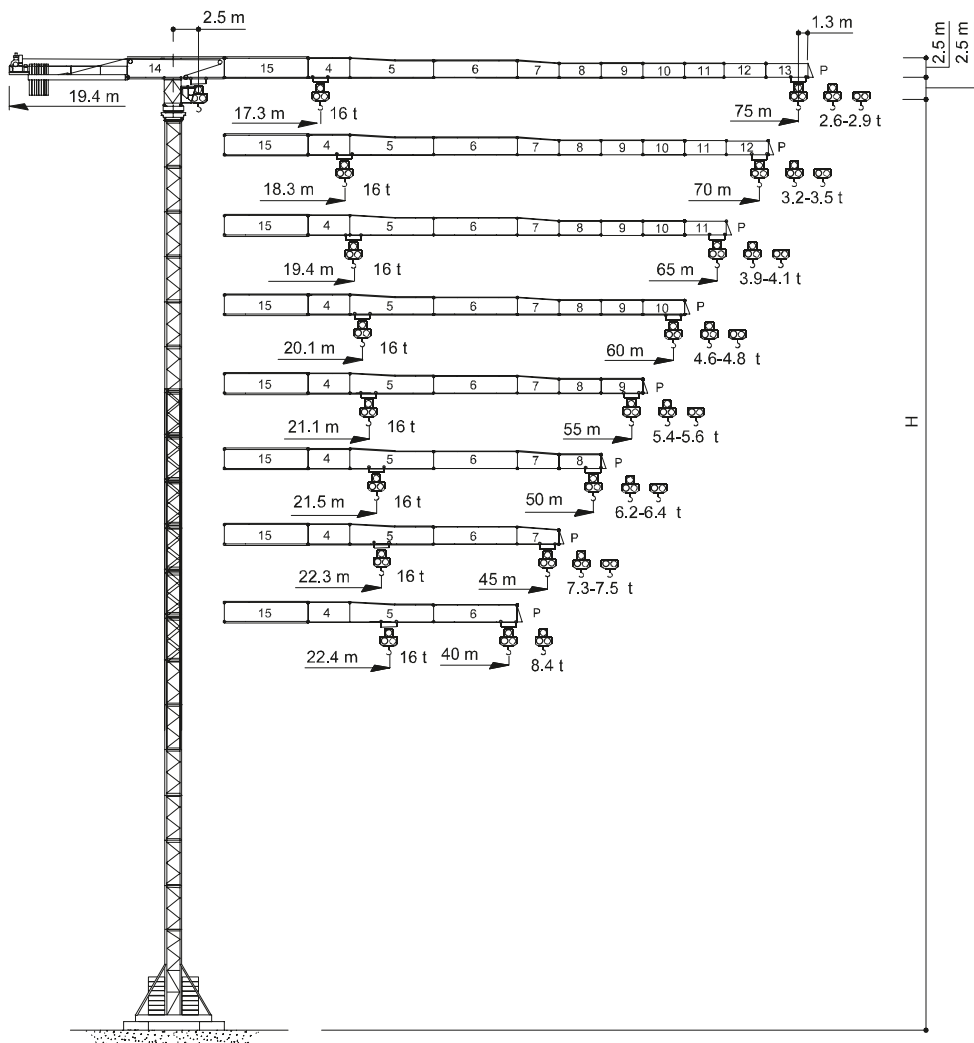 2.5 m
1.3 m
2.5 m
2.5 m
14 15 4 5 6 7 8 9 10 11 12 13 P
19.4 m
17.3 m 16 t 75 m 2.6-2.9 t
15 4 5 6 7 8 9 10 11 12 P
18.3 m 16 t 70 m 3.2-3.5 t
15 4 5 6 7 8 9 10 11 P
19.4 m 16 t 65 m 3.9-4.1 t
15 4 5 6 7 8 9 10 P
20.1 m 16 t 60 m 4.6-4.8 t
15 4 5 6 7 8 9 P
21.1 m 16 t 55 m 5.4-5.6 t
H
15 4 5 6 7 8 P
21.5 m 16 t 50 m 6.2-6.4 t
15 4 5 6 7 P
22.3 m 16 t 45 m 7.3-7.5 t
15 4 5 6 P
22.4 m 16 t 40 m 8.4 t